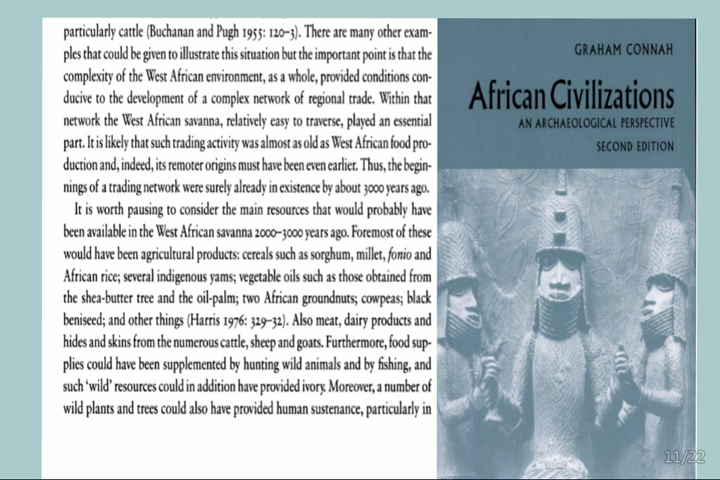 particularly cattle (Buchanan and Pugh 1955: 120–3). There are many other exam-
ples that could be given to illustrate this situation but the important point is that the
complexity of the West African environment, as a whole, provided conditions con-
ducive to the development of a complex network of regional trade. Within that
network the West African savanna, relatively easy to traverse, played an essential
part. It is likely that such trading activity was almost as old as West African food pro-
duction and, indeed, its remoter origins must have been even earlier. Thus, the begin-
nings of a trading network were surely already in existence by about 3000 years ago.
It is worth pausing to consider the main resources that would probably have
been available in the West African savanna 2000–3000 years ago. Foremost of these
would have been agricultural products: cereals such as sorghum, millet, fonio and
African rice; several indigenous yams; vegetable oils such as those obtained from
the shea-butter tree and the oil-palm; two African groundnuts; cowpeas; black
beniseed; and other things (Harris 1976: 329–32). Also meat, dairy products and
hides and skins from the numerous cattle, sheep and goats. Furthermore, food sup-
plies could have been supplemented by hunting wild animals and by fishing, and
such ‘wild’ resources could in addition have provided ivory. Moreover, a number of
wild plants and trees could also have provided human sustenance, particularly in
GRAHAM CONNAH
African Civilizations
AN ARCHAEOLOGICAL PERSPECTIVE
SECOND EDITION
11/22